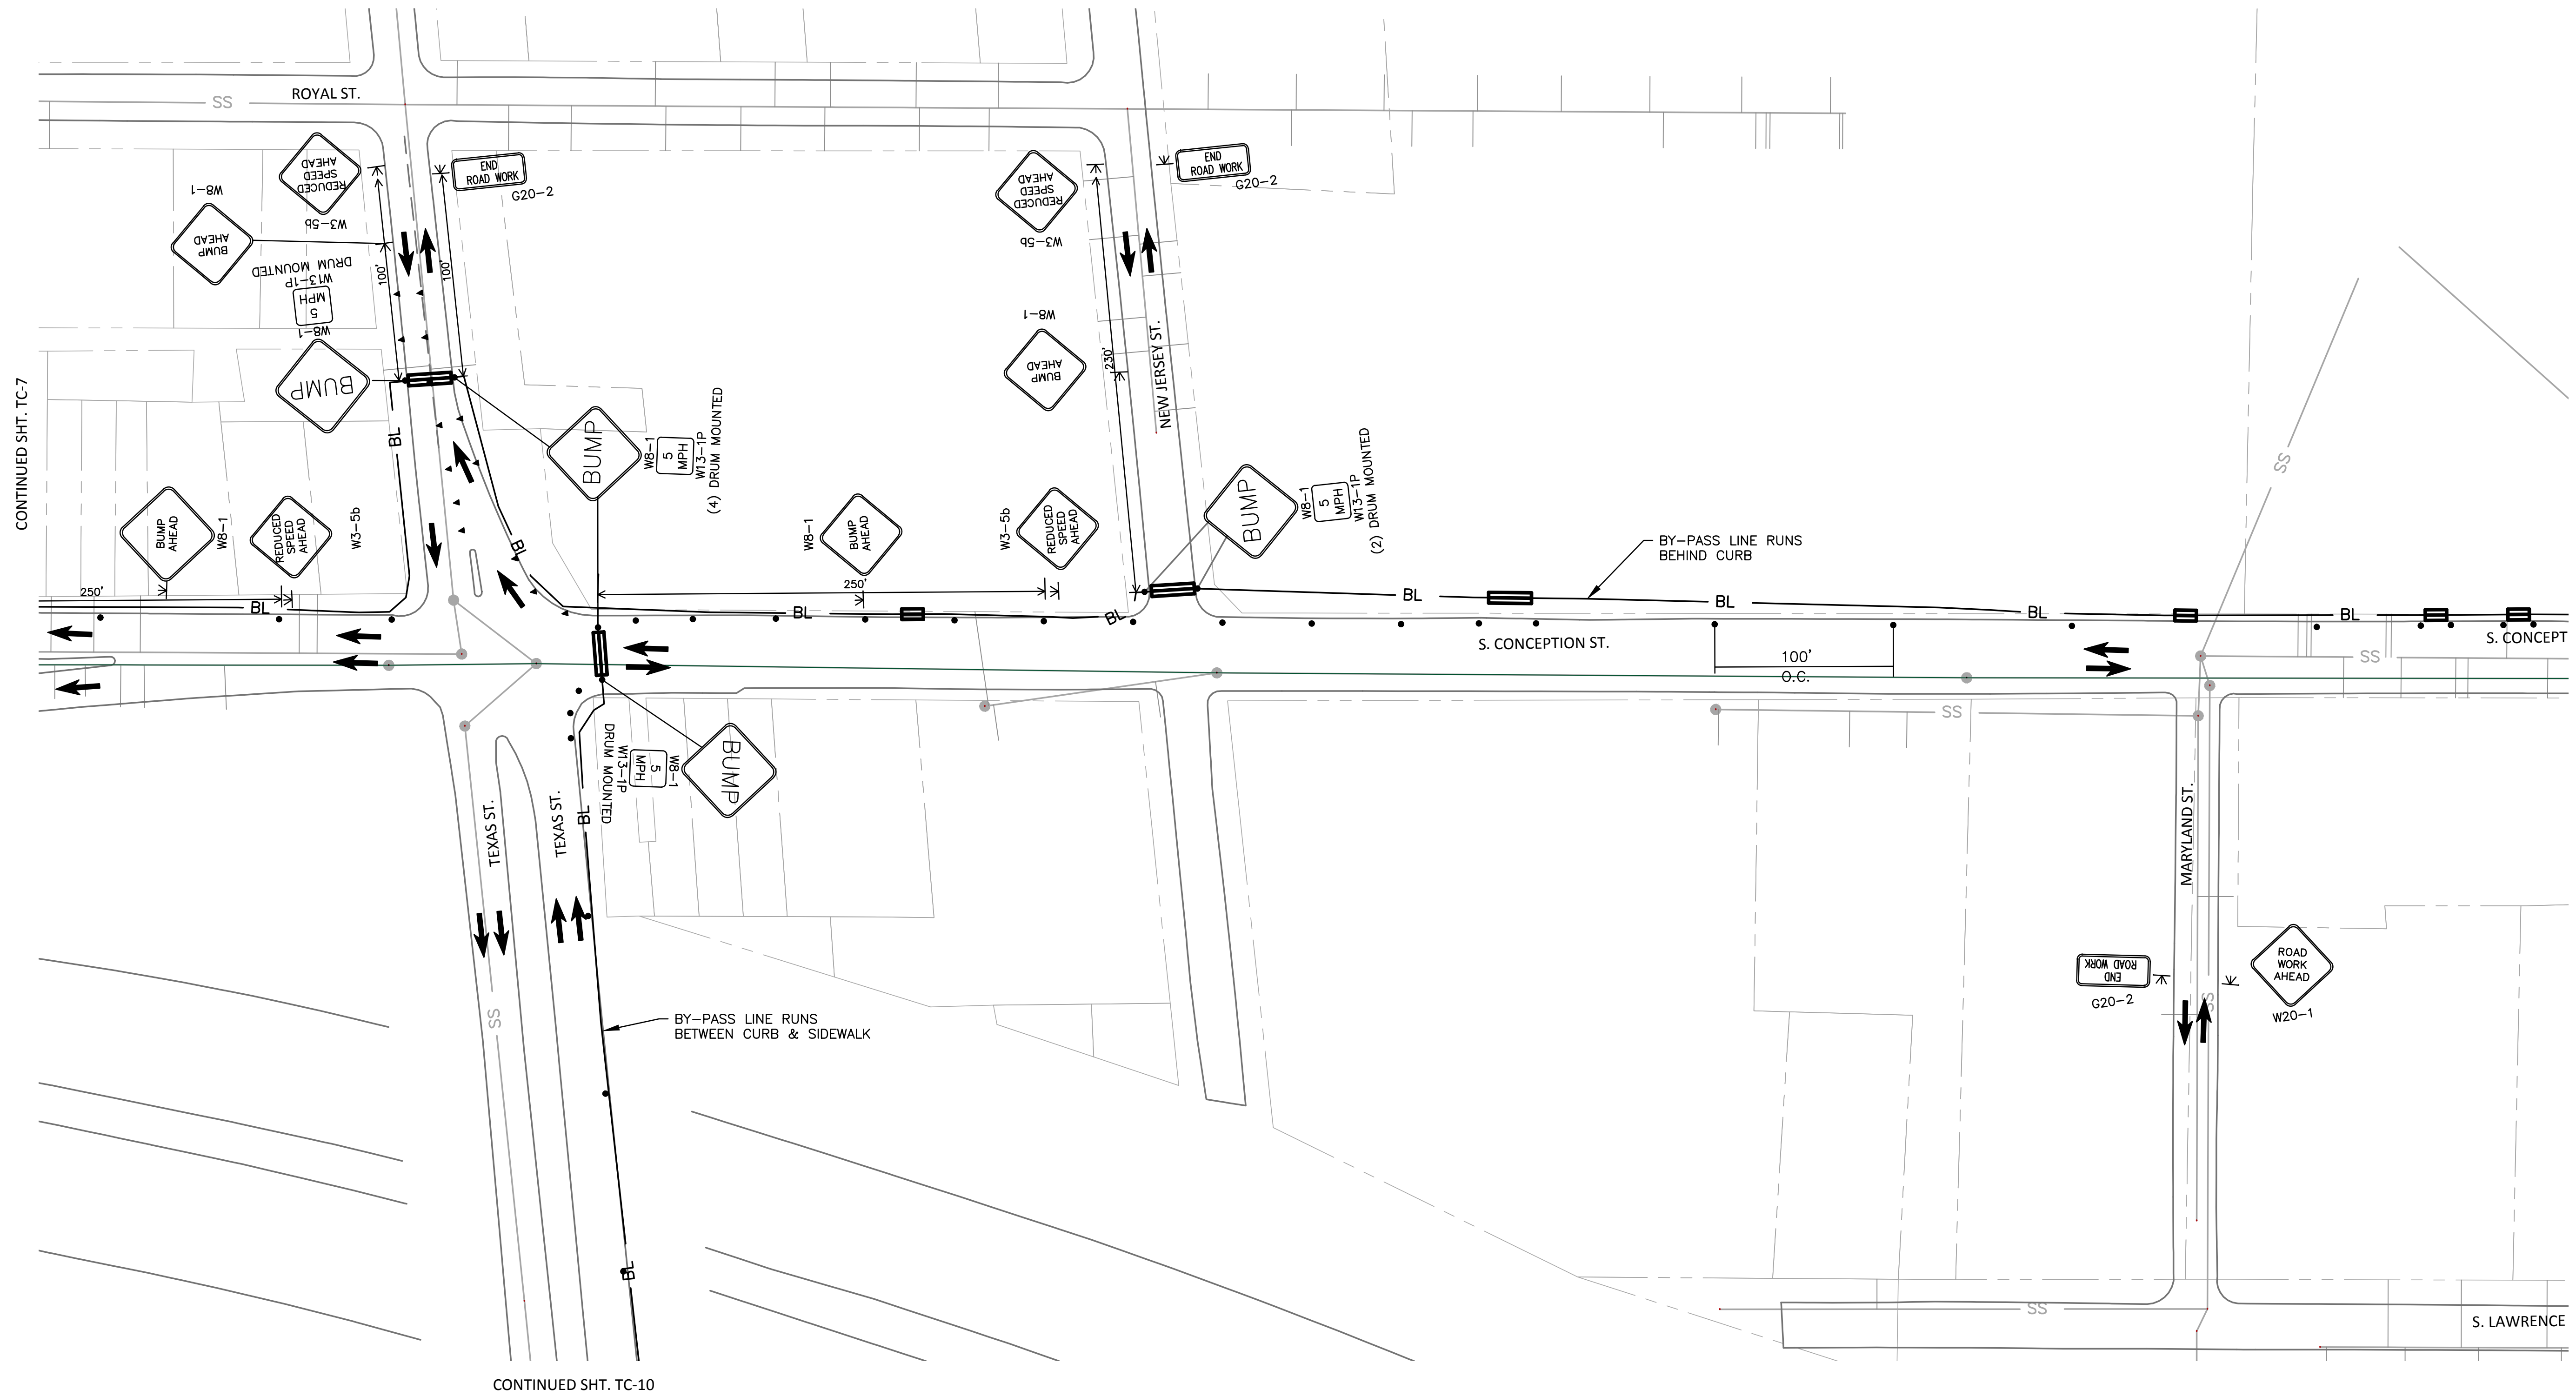 ROYAL ST.
SS
REDUCED
SPEED
AHEAD
W3-5b
W8-1
BUMP
AHEAD
END
ROAD WORK
G20-2
100'
100'
DRUM MOUNTED
W13-1P
5
MPH
W8-1
BUMP
BL
CONTINUED SHT. TC-7
BUMP
AHEAD
W8-1
REDUCED
SPEED
AHEAD
W3-5b
250'
BL
BUMP
W8-1
5
MPH
W13-1P
(4) DRUM MOUNTED
BL
REDUCED
SPEED
AHEAD
W3-5b
END
ROAD WORK
G20-2
W8-1
BUMP
AHEAD
230'
NEW JERSEY ST.
W8-1
BUMP
AHEAD
W3-5b
REDUCED
SPEED
AHEAD
250'
BL
BL
BUMP
W8-1
5
MPH
W13-1P
(2) DRUM MOUNTED
BY-PASS LINE RUNS
BEHIND CURB
BL
BL
BL
BL
SS
S. CONCEPTION ST.
100'
O.C.
S. CONCEPT
SS
SS
DRUM MOUNTED
W13-1P
5
MPH
W8-1
BUMP
TEXAS ST.
TEXAS ST.
BL
SS
BY-PASS LINE RUNS
BETWEEN CURB & SIDEWALK
BL
MARYLAND ST.
END
ROAD WORK
G20-2
SS
ROAD
WORK
AHEAD
W20-1
SS
S. LAWRENCE
CONTINUED SHT. TC-10